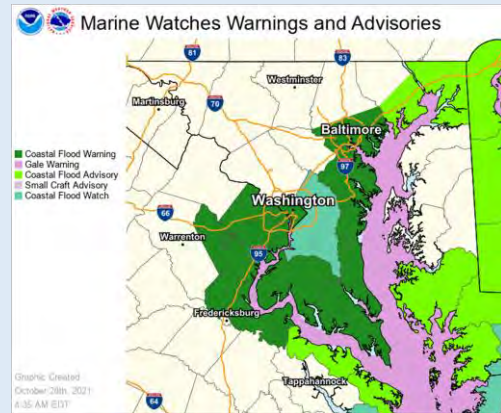 Marine Watches Warnings and Advisories
81
83
Westminster
Martinsburg
70
Baltimore
Coastal Flood Warning
Gale Warning
Coastal Flood Advisory
Small Craft Advisory
Coastal Flood Watch
97
Washington
66
Warrenton
95
Fredericksburg
Tappahannock
Graphic Created
October 28th, 2021
4:35 AM EDT
64